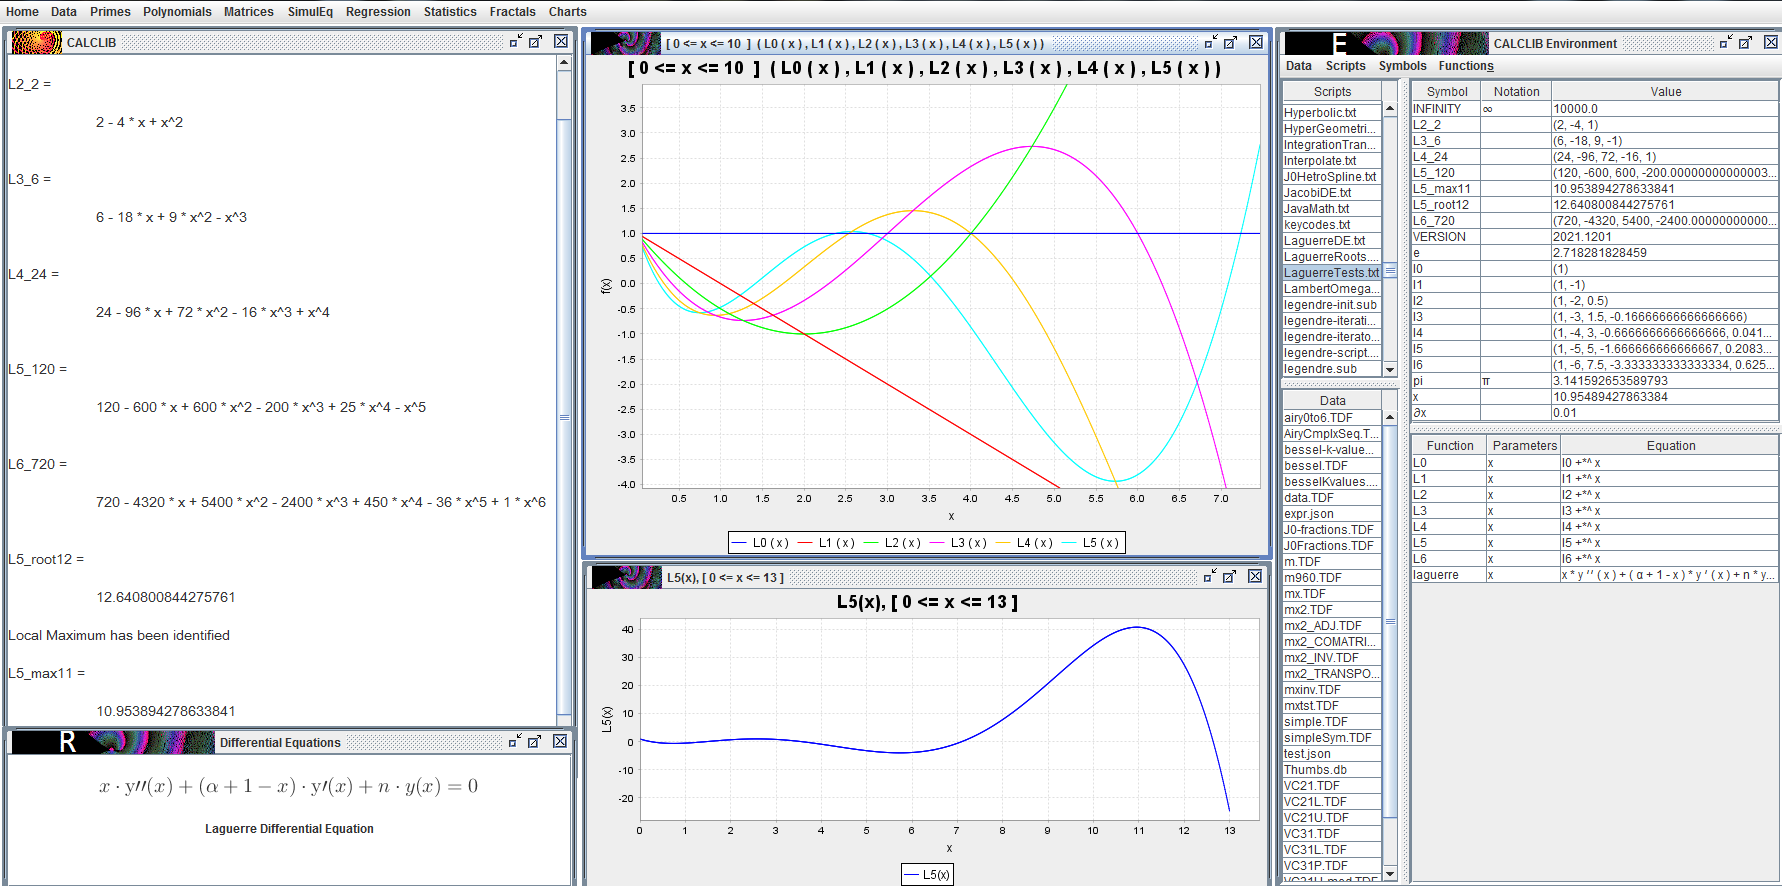 Home Data Primes Polynomials Matrices SimulEq Regression Statistics Fractals Charts
CALCLIB
L2_2 =
2 - 4 * x + x^2
L3_6 =
6 - 18 * x + 9 * x^2 - x^3
L4_24 =
24 - 96 * x + 72 * x^2 - 16 * x^3 + x^4
L5_120 =
120 - 600 * x + 600 * x^2 - 200 * x^3 + 25 * x^4 - x^5
L6_720 =
720 - 4320 * x + 5400 * x^2 - 2400 * x^3 + 450 * x^4 - 36 * x^5 + 1 * x^6
L5_root12 =
12.640800844275761
Local Maximum has been identified
L5_max11 =
10.953894278633841
R Differential Equations
x · y′′(x) + (α + 1 − x) · y′(x) + n · y(x) = 0
Laguerre Differential Equation
[ 0 <= x <= 10 ] ( L0 ( x ) , L1 ( x ) , L2 ( x ) , L3 ( x ) , L4 ( x ) , L5 ( x ) )
[ 0 <= x <= 10 ] ( L0 ( x ) , L1 ( x ) , L2 ( x ) , L3 ( x ) , L4 ( x ) , L5 ( x ) )
3.5
3.0
2.5
2.0
1.5
1.0
0.5
0.0
-0.5
-1.0
-1.5
-2.0
-2.5
-3.0
-3.5
-4.0
f(x)
0.5 1.0 1.5 2.0 2.5 3.0 3.5 4.0 4.5 5.0 5.5 6.0 6.5 7.0
x
L0 ( x ) L1 ( x ) L2 ( x ) L3 ( x ) L4 ( x ) L5 ( x )
L5(x), [ 0 <= x <= 13 ]
L5(x), [ 0 <= x <= 13 ]
40
30
20
10
0
-10
-20
L5(x)
0 1 2 3 4 5 6 7 8 9 10 11 12 13
x
L5(x)
E CALCLIB Environment
Data Scripts Symbols Functions
Scripts
Hyperbolic.txt
HyperGeometri...
IntegrationTran...
Interpolate.txt
J0HetroSpline.txt
JacobiDE.txt
JavaMath.txt
keycodes.txt
LaguerreDE.txt
LaguerreRoots....
LaguerreTests.txt
LambertOmega...
legendre-init.sub
legendre-iterati...
legendre-iterato...
legendre-script....
legendre.sub
Data
airy0to6.TDF
AiryCmplxSeq.T...
bessel-k-value...
bessel.TDF
besselKvalues....
data.TDF
expr.json
J0-fractions.TDF
J0Fractions.TDF
m.TDF
m960.TDF
mx.TDF
mx2.TDF
mx2_ADJ.TDF
mx2_COMATRI...
mx2_INV.TDF
mx2_TRANSPO...
mxinv.TDF
mxtst.TDF
simple.TDF
simpleSym.TDF
test.json
Thumbs.db
VC21.TDF
VC21L.TDF
VC21U.TDF
VC31.TDF
VC31L.TDF
VC31P.TDF
Symbol Notation Value
INFINITY ∞ 10000.0
L2_2 (2, -4, 1)
L3_6 (6, -18, 9, -1)
L4_24 (24, -96, 72, -16, 1)
L5_120 (120, -600, 600, -200.00000000000003...
L5_max11 10.953894278633841
L5_root12 12.640800844275761
L6_720 (720, -4320, 5400, -2400.00000000000...
VERSION 2021.1201
e 2.718281828459
l0 (1)
l1 (1, -1)
l2 (1, -2, 0.5)
l3 (1, -3, 1.5, -0.16666666666666666)
l4 (1, -4, 3, -0.6666666666666666, 0.041...
l5 (1, -5, 5, -1.666666666666667, 0.2083...
l6 (1, -6, 7.5, -3.333333333333334, 0.625...
pi π 3.141592653589793
x 10.95489427863384
∂x 0.01
Function Parameters Equation
L0 x l0 +*^ x
L1 x l1 +*^ x
L2 x l2 +*^ x
L3 x l3 +*^ x
L4 x l4 +*^ x
L5 x l5 +*^ x
L6 x l6 +*^ x
laguerre x x * y ′′ ( x ) + ( α + 1 - x ) * y ′ ( x ) + n * y...